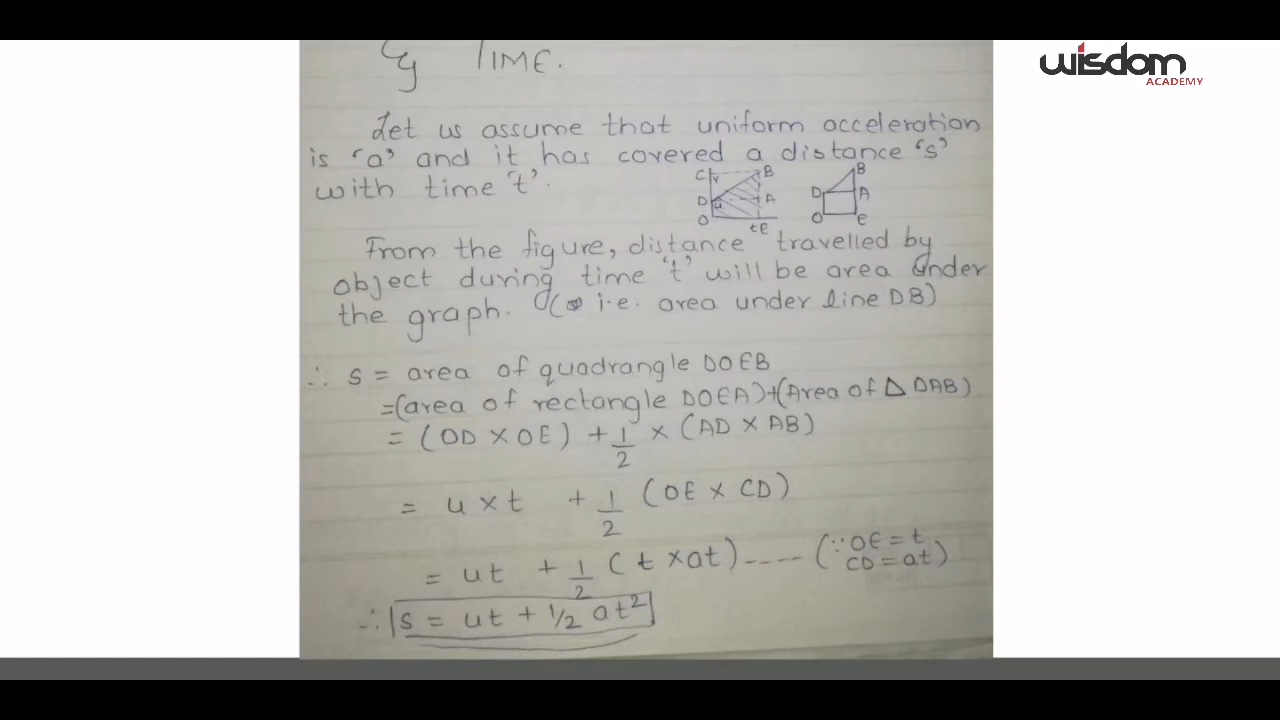 wisdom
ACADEMY
TIME.
Let us assume that uniform acceleration
is 'a' and it has covered a distance 's'
with time 't'.
C V B
D u A
O t E
B
D A
O E
From the figure, distance travelled by
object during time 't' will be area under
the graph. (i.e. area under line DB)
∴ s = area of quadrangle DOEB
=(area of rectangle DOEA)+(Area of △ DAB)
= (OD × OE) + 1/2 × (AD × AB)
= u × t + 1/2 (OE × CD)
= ut + 1/2 (t × at) ---- (∵ OE = t
CD = at)
∴ s = ut + 1/2 at²